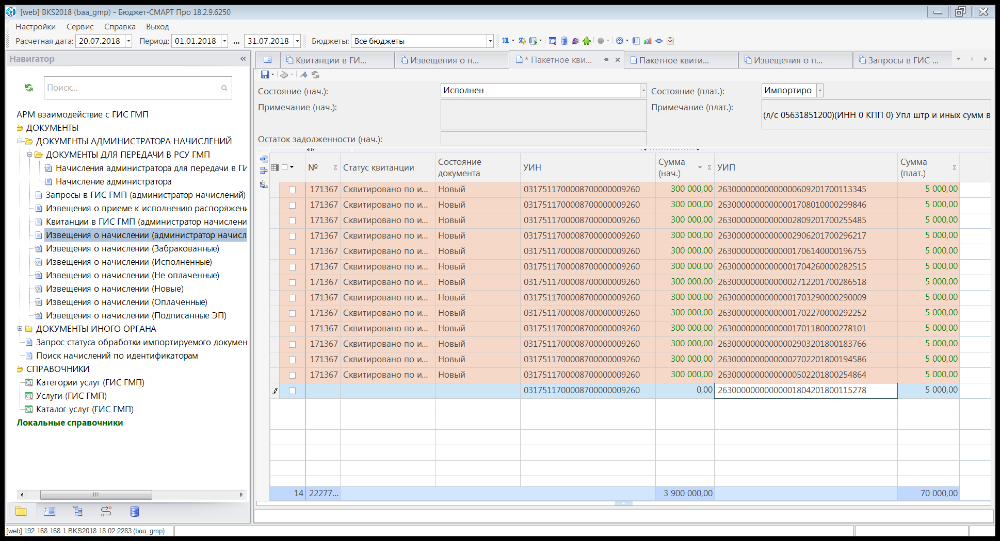 [web] BKS2018 (baa_gmp) - Бюджет-СМАРТ Про 18.2.9.6250
Настройки Сервис Справка Выход
Расчетная дата: 20.07.2018 Период: 01.01.2018 ... 31.07.2018 Бюджеты: Все бюджеты
Навигатор
Поиск...
АРМ взаимодействие с ГИС ГМП
ДОКУМЕНТЫ
ДОКУМЕНТЫ АДМИНИСТРАТОРА НАЧИСЛЕНИЙ
ДОКУМЕНТЫ ДЛЯ ПЕРЕДАЧИ В РСУ ГМП
Начисления администратора для передачи в ГИ
Начисление администратора
Запросы в ГИС ГМП (администратор начислений)
Извещения о приеме к исполнению распоряжени
Квитанции в ГИС ГМП (администратор начислени
Извещения о начислении (администратор начисл
Извещения о начислении (Забракованные)
Извещения о начислении (Исполненные)
Извещения о начислении (Не оплаченные)
Извещения о начислении (Новые)
Извещения о начислении (Оплаченные)
Извещения о начислении (Подписанные ЭП)
ДОКУМЕНТЫ ИНОГО ОРГАНА
Запрос статуса обработки импортируемого докумен
Поиск начислений по идентификаторам
СПРАВОЧНИКИ
Категории услуг (ГИС ГМП)
Услуги (ГИС ГМП)
Каталог услуг (ГИС ГМП)
Локальные справочники
Квитанции в ГИ... Извещения о н... * Пакетное кви... Пакетное квити... Извещения о п... Запросы в ГИС ...
Состояние (нач.): Исполнен Состояние (плат.): Импортиро
Примечание (нач.): Примечание (плат.): (л/с 05631851200)(ИНН 0 КПП 0) Упл штр и иных сумм в
Остаток задолженности (нач.):
№ Σ Статус квитанции Состояние документа УИН Сумма (нач.) Σ УИП Сумма (плат.) Σ
171367 Сквитировано по и... Новый 0317511700008700000009260 300 000,00 26300000000000000609201700113345 5 000,00
171367 Сквитировано по и... Новый 0317511700008700000009260 300 000,00 26300000000000001708010000299846 5 000,00
171367 Сквитировано по и... Новый 0317511700008700000009260 300 000,00 26300000000000002809201700255485 5 000,00
171367 Сквитировано по и... Новый 0317511700008700000009260 300 000,00 26300000000000002906201700296217 5 000,00
171367 Сквитировано по и... Новый 0317511700008700000009260 300 000,00 26300000000000001706140000196755 5 000,00
171367 Сквитировано по и... Новый 0317511700008700000009260 300 000,00 26300000000000001704260000282515 5 000,00
171367 Сквитировано по и... Новый 0317511700008700000009260 300 000,00 26300000000000002712201700286518 5 000,00
171367 Сквитировано по и... Новый 0317511700008700000009260 300 000,00 26300000000000001703290000290009 5 000,00
171367 Сквитировано по и... Новый 0317511700008700000009260 300 000,00 26300000000000001702270000292252 5 000,00
171367 Сквитировано по и... Новый 0317511700008700000009260 300 000,00 26300000000000001701180000278101 5 000,00
171367 Сквитировано по и... Новый 0317511700008700000009260 300 000,00 26300000000000002903201800183766 5 000,00
171367 Сквитировано по и... Новый 0317511700008700000009260 300 000,00 26300000000000002702201800194586 5 000,00
171367 Сквитировано по и... Новый 0317511700008700000009260 300 000,00 26300000000000000502201800254864 5 000,00
0317511700008700000009260 0,00 26300000000000001804201800115278 5 000,00
14 22277... 3 900 000,00 70 000,00
[web] 192.168.168.1.BKS2018 18.02.2283 (baa_gmp)